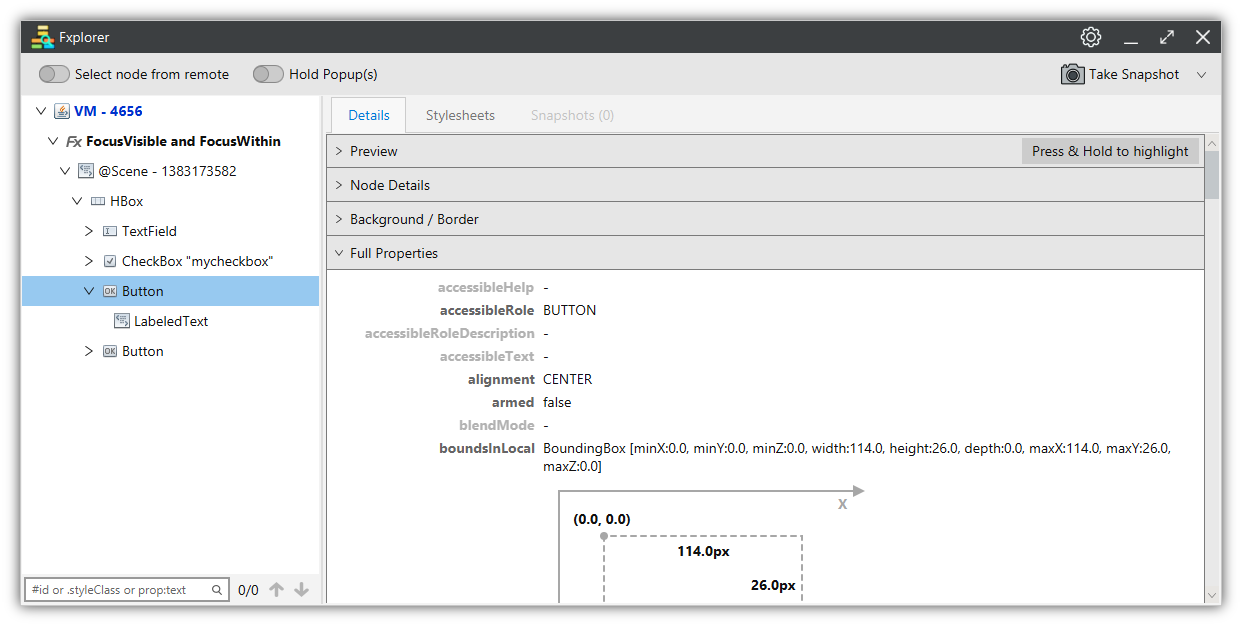 Fxplorer
Select node from remote
Hold Popup(s)
Take Snapshot
VM - 4656
Fx FocusVisible and FocusWithin
@Scene - 1383173582
HBox
TextField
CheckBox "mycheckbox"
OK Button
LabeledText
OK Button
#id or .styleClass or prop:text
0/0
Details Stylesheets Snapshots (0)
Preview
Press & Hold to highlight
Node Details
Background / Border
Full Properties
accessibleHelp -
accessibleRole BUTTON
accessibleRoleDescription -
accessibleText -
alignment CENTER
armed false
blendMode -
boundsInLocal BoundingBox [minX:0.0, minY:0.0, minZ:0.0, width:114.0, height:26.0, depth:0.0, maxX:114.0, maxY:26.0,
maxZ:0.0]
X
(0.0, 0.0)
114.0px
26.0px